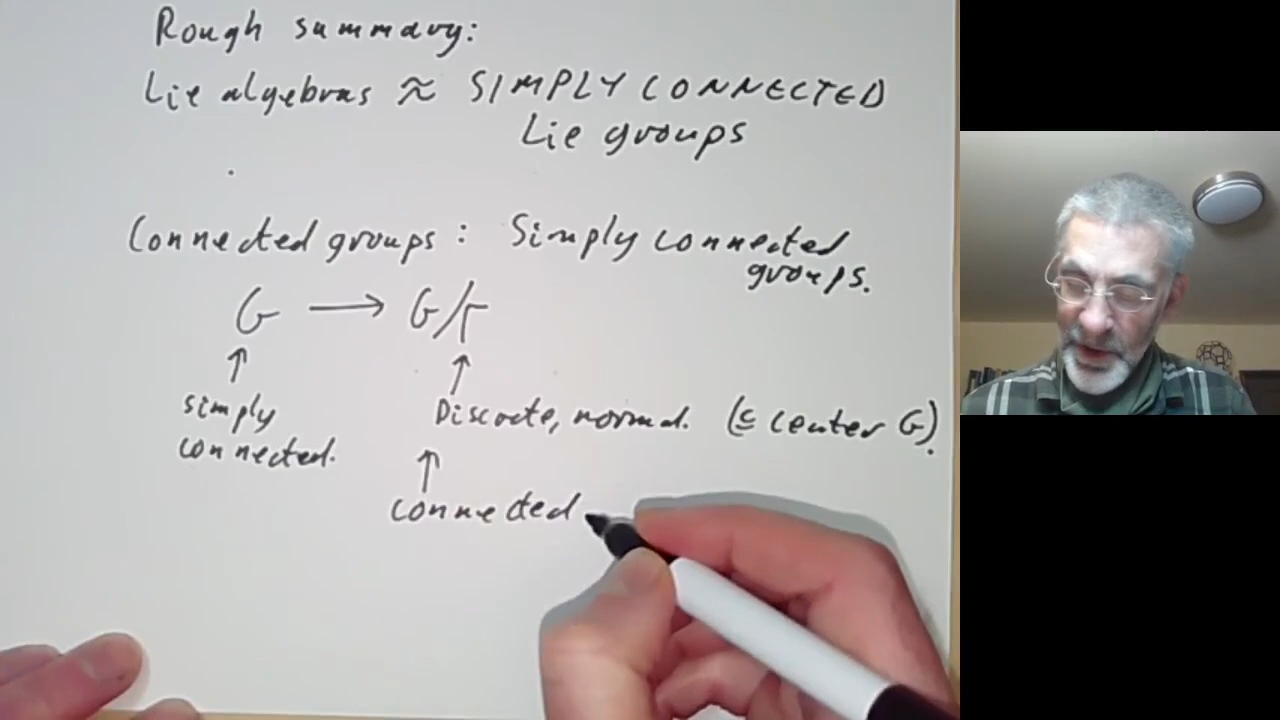 Rough summary:
Lie algebras ≈ SIMPLY CONNECTED
Lie groups
Connected groups: Simply connected
groups.
G → G/Γ
↑ ↑
simply
connected.
Discrete, normal. (⊆ center G).
↑
connected